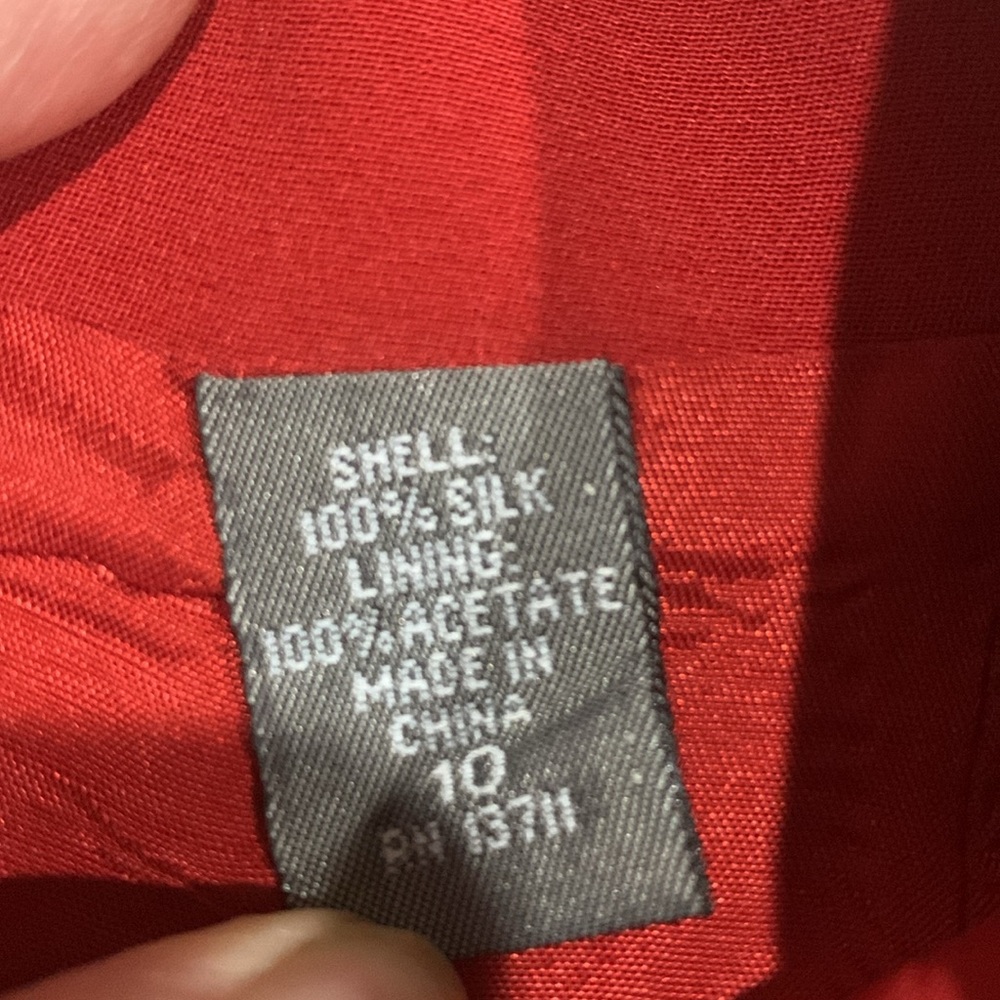 SHELL:
100% SILK
LINING:
100% ACETATE
MADE IN
CHINA
10
RN 13711